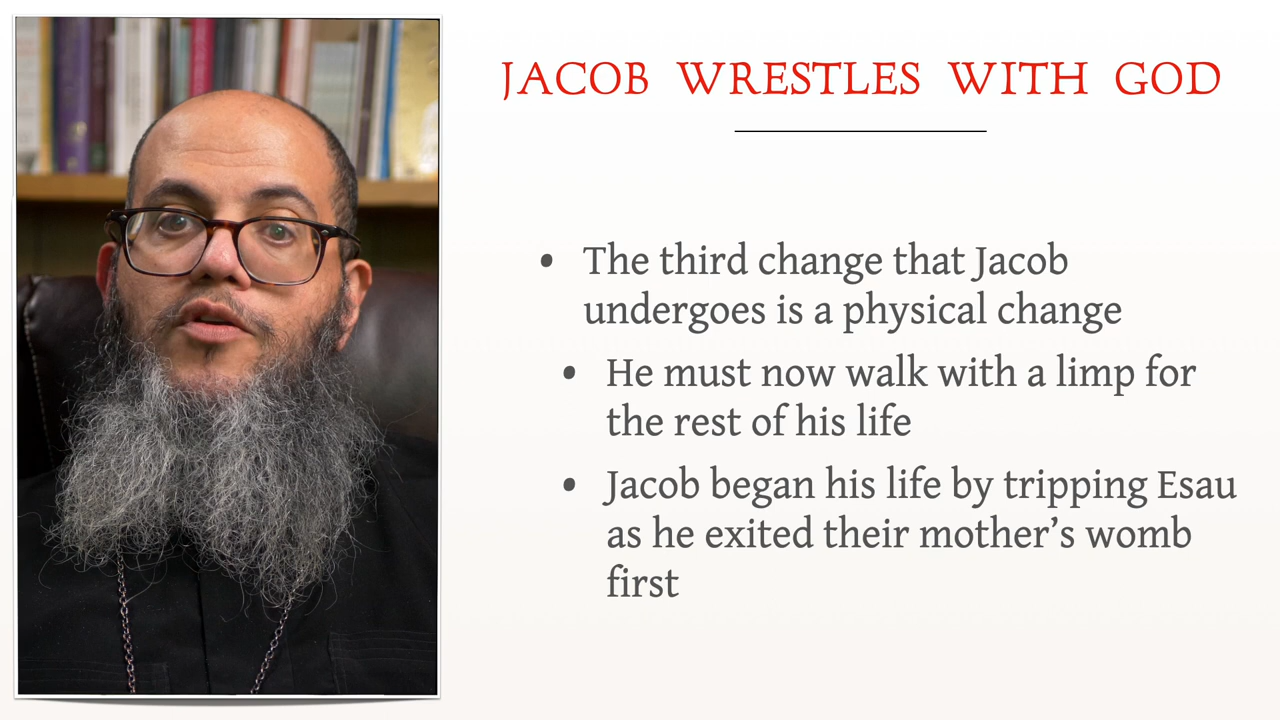 JACOB WRESTLES WITH GOD
• The third change that Jacob
undergoes is a physical change
• He must now walk with a limp for
the rest of his life
• Jacob began his life by tripping Esau
as he exited their mother’s womb
first